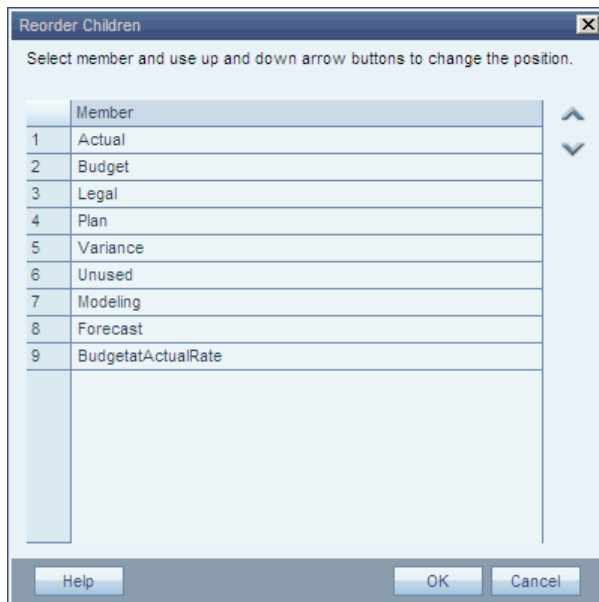 Reorder Children
Select member and use up and down arrow buttons to change the position.
Member
1 Actual
2 Budget
3 Legal
4 Plan
5 Variance
6 Unused
7 Modeling
8 Forecast
9 BudgetatActualRate
Help OK Cancel